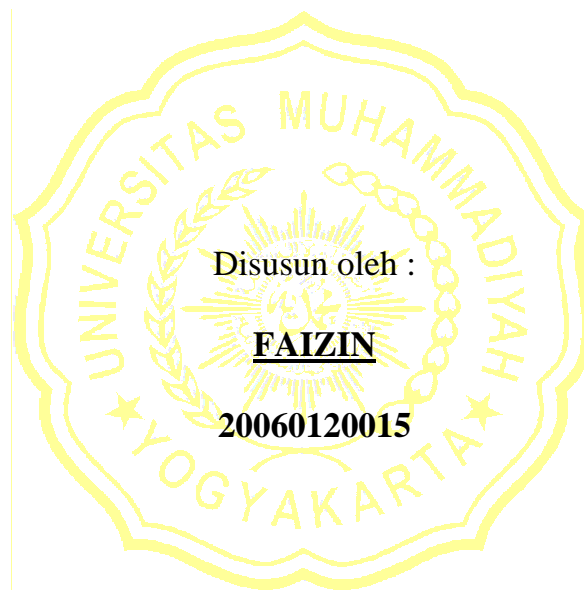 UNIVERSITAS MUHAMMADIYAH
YOGYAKARTA
Disusun oleh :
FAIZIN
20060120015